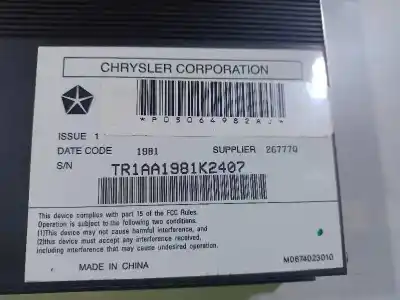 CHRYSLER CORPORATION
*P05064982AJ*
ISSUE 1
DATE CODE 1981 SUPPLIER 26777Q
S/N TR1AA1981K2407
This device complies with part 15 of the FCC Rules.
Operation is subject to the following two conditions.
(1)This device may not cause harmful interference, and
(2)this device must accept any interference received,
including interference that may cause undesired operation.
MADE IN CHINA
M0874023010